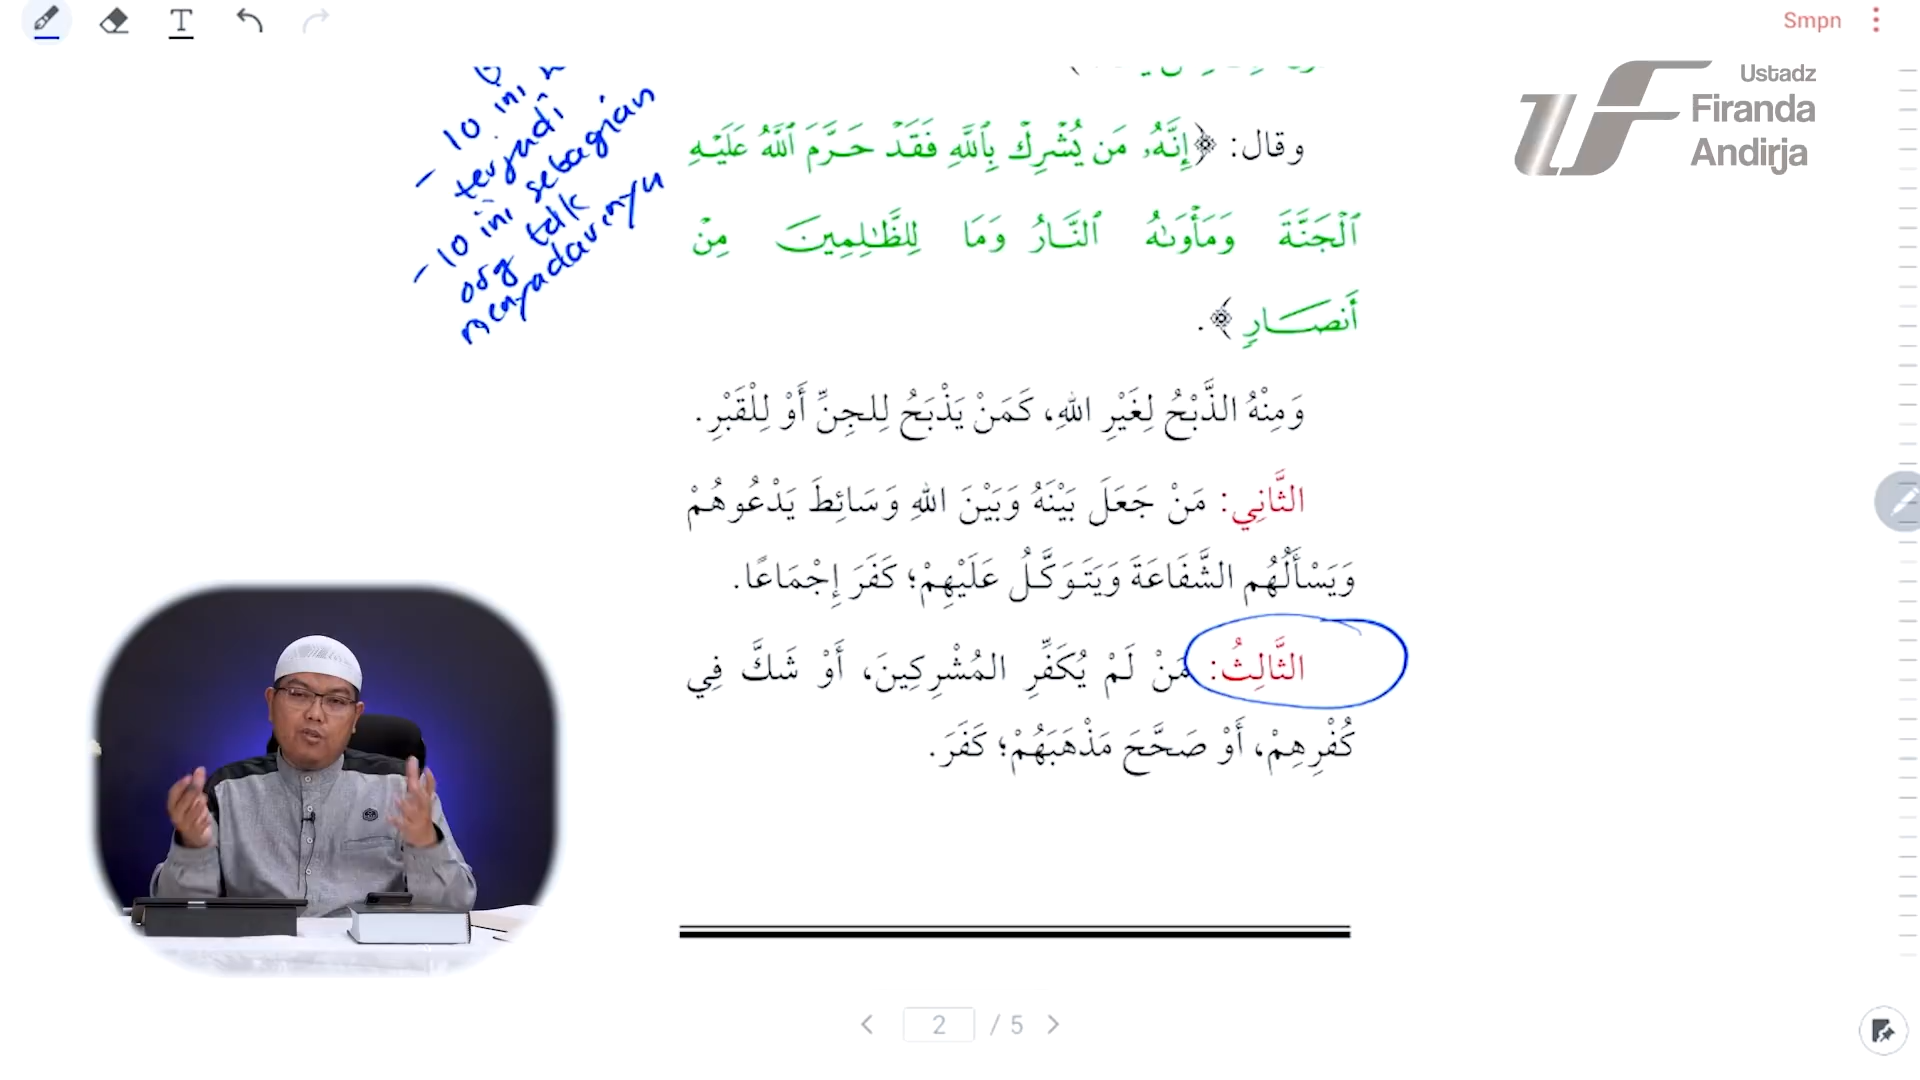 Smpn
Ustadz
Firanda
Andirja
- 10 ini
terjadi
- 10 ini sebagian
org tdk
menyadarinya
وقال: ﴿إِنَّهُۥ مَن يُشْرِكْ بِٱللَّهِ فَقَدْ حَرَّمَ ٱللَّهُ عَلَيْهِ
ٱلْجَنَّةَ وَمَأْوَىٰهُ ٱلنَّارُ وَمَا لِلظَّـٰلِمِينَ مِنْ
أَنصَارٍ﴾.
وَمِنْهُ الذَّبْحُ لِغَيْرِ اللهِ، كَمَنْ يَذْبَحُ لِلجِنِّ أَوْ لِلْقَبْرِ.
الثَّانِي: مَنْ جَعَلَ بَيْنَهُ وَبَيْنَ اللهِ وَسَائِطَ يَدْعُوهُمْ
وَيَسْأَلُهُم الشَّفَاعَةَ وَيَتَوَكَّلُ عَلَيْهِمْ؛ كَفَرَ إِجْمَاعًا.
الثَّالِثُ: مَنْ لَمْ يُكَفِّرِ المُشْرِكِينَ، أَوْ شَكَّ فِي
كُفْرِهِمْ، أَوْ صَحَّحَ مَذْهَبَهُمْ؛ كَفَرَ.
2 / 5